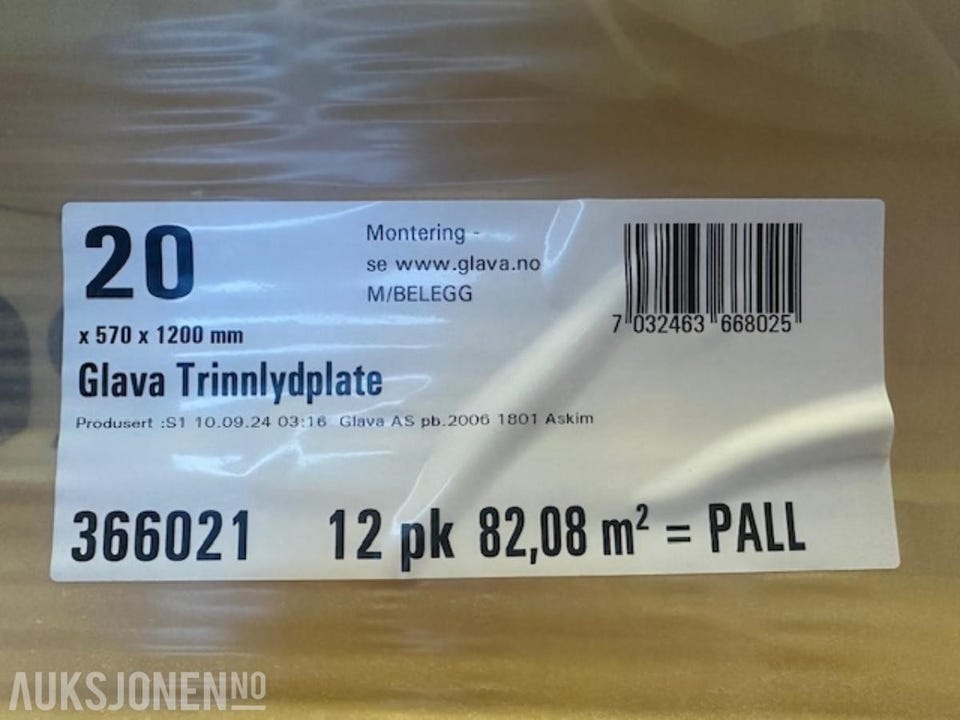 20
x 570 x 1200 mm
Montering -
se www.glava.no
M/BELEGG
7 032463 668025
Glava Trinnlydplate
Produsert :S1 10.09.24 03:16 Glava AS pb.2006 1801 Askim
366021 12 pk 82,08 m² = PALL
AUKSJONEN.NO